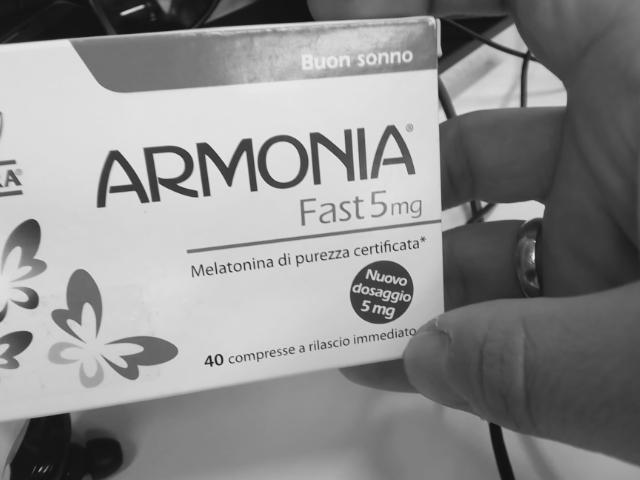 Buon sonno
ARMONIA®
Fast 5mg
Melatonina di purezza certificata*
Nuovo
dosaggio
5 mg
40 compresse a rilascio immediato